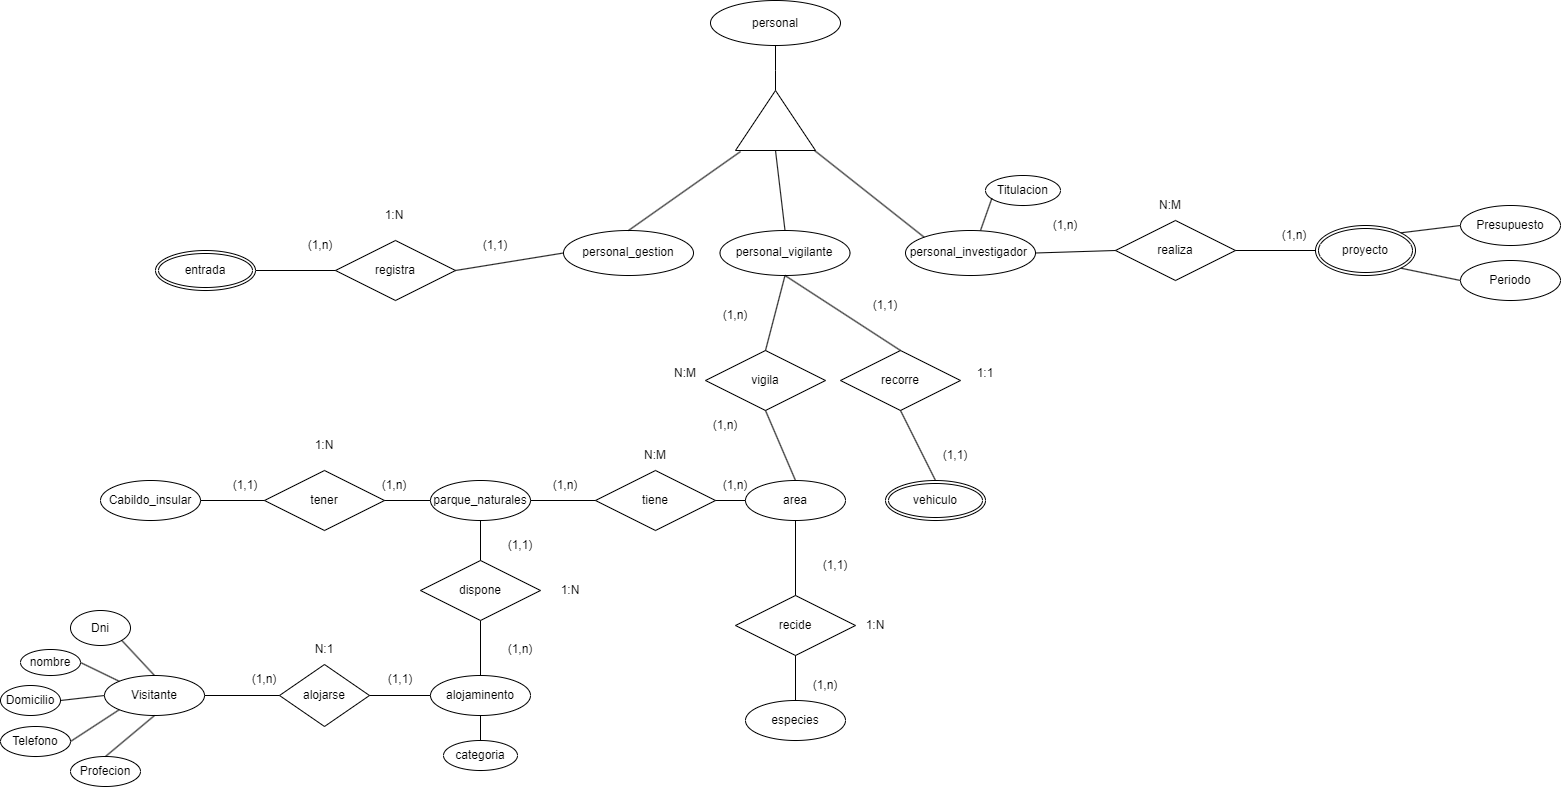 personal
Titulacion
1:N
N:M
(1,n)
(1,1)
(1,n)
(1,n)
Presupuesto
entrada
registra
personal_gestion
personal_vigilante
personal_investigador
realiza
proyecto
Periodo
(1,n)
(1,1)
N:M
vigila
recorre
1:1
(1,n)
1:N
N:M
(1,1)
(1,1)
(1,n)
(1,n)
(1,n)
Cabildo_insular
tener
parque_naturales
tiene
area
vehiculo
(1,1)
(1,1)
dispone
1:N
recide
1:N
Dni
N:1
(1,n)
nombre
(1,n)
(1,1)
(1,n)
Domicilio
Visitante
alojarse
alojaminento
especies
Telefono
categoria
Profecion